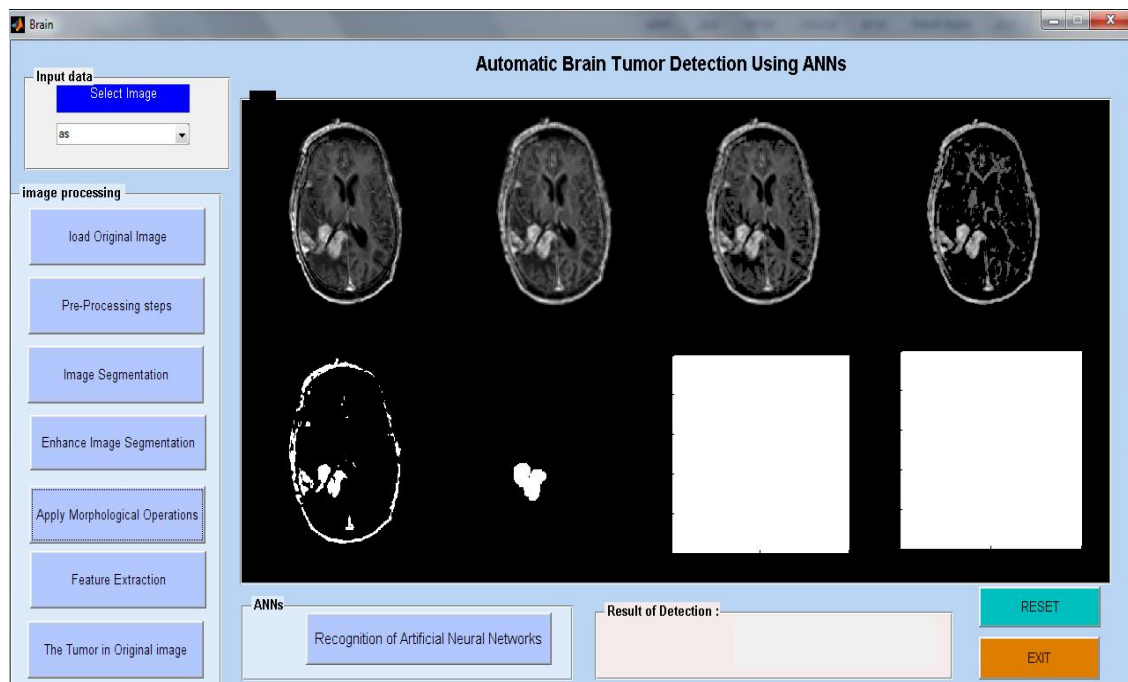 Brain
Automatic Brain Tumor Detection Using ANNs
Input data
Select Image
as
image processing
load Original Image
Pre-Processing steps
Image Segmentation
Enhance Image Segmentation
Apply Morphological Operations
Feature Extraction
The Tumor in Original image
ANNs
Recognition of Artificial Neural Networks
Result of Detection :
RESET
EXIT